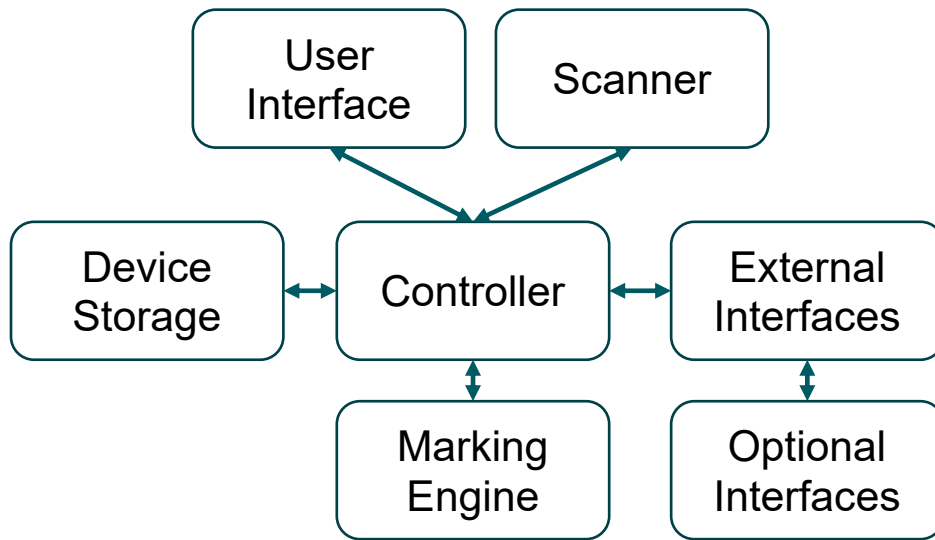 User
Interface
Scanner
Device
Storage
Controller
External
Interfaces
Marking
Engine
Optional
Interfaces